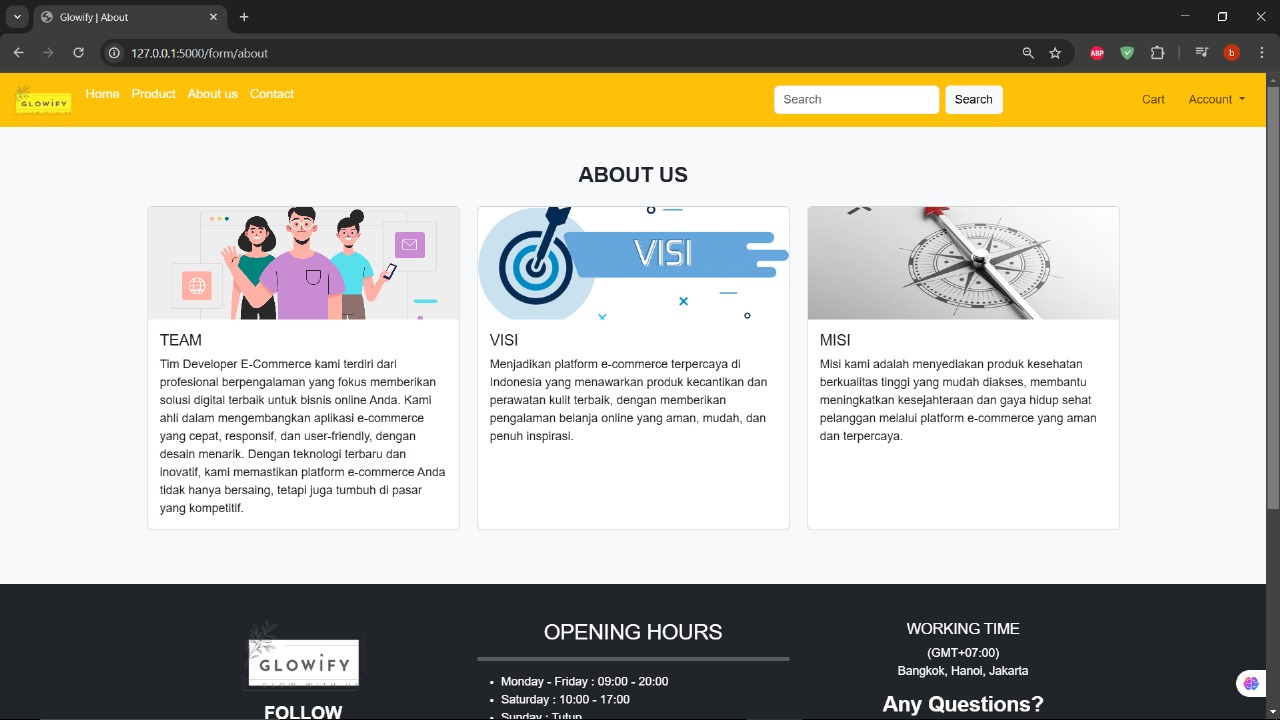 Glowify | About
127.0.0.1:5000/form/about
ABP
b
GLOWIFY
Home Product About us Contact
Search
Search
Cart
Account
ABOUT US
VISI
TEAM
Tim Developer E-Commerce kami terdiri dari
profesional berpengalaman yang fokus memberikan
solusi digital terbaik untuk bisnis online Anda. Kami
ahli dalam mengembangkan aplikasi e-commerce
yang cepat, responsif, dan user-friendly, dengan
desain menarik. Dengan teknologi terbaru dan
inovatif, kami memastikan platform e-commerce Anda
tidak hanya bersaing, tetapi juga tumbuh di pasar
yang kompetitif.
VISI
Menjadikan platform e-commerce terpercaya di
Indonesia yang menawarkan produk kecantikan dan
perawatan kulit terbaik, dengan memberikan
pengalaman belanja online yang aman, mudah, dan
penuh inspirasi.
MISI
Misi kami adalah menyediakan produk kesehatan
berkualitas tinggi yang mudah diakses, membantu
meningkatkan kesejahteraan dan gaya hidup sehat
pelanggan melalui platform e-commerce yang aman
dan terpercaya.
GLOWIFY
FOLLOW
OPENING HOURS
Monday - Friday : 09:00 - 20:00
Saturday : 10:00 - 17:00
Sunday : Tutup
WORKING TIME
(GMT+07:00)
Bangkok, Hanoi, Jakarta
Any Questions?